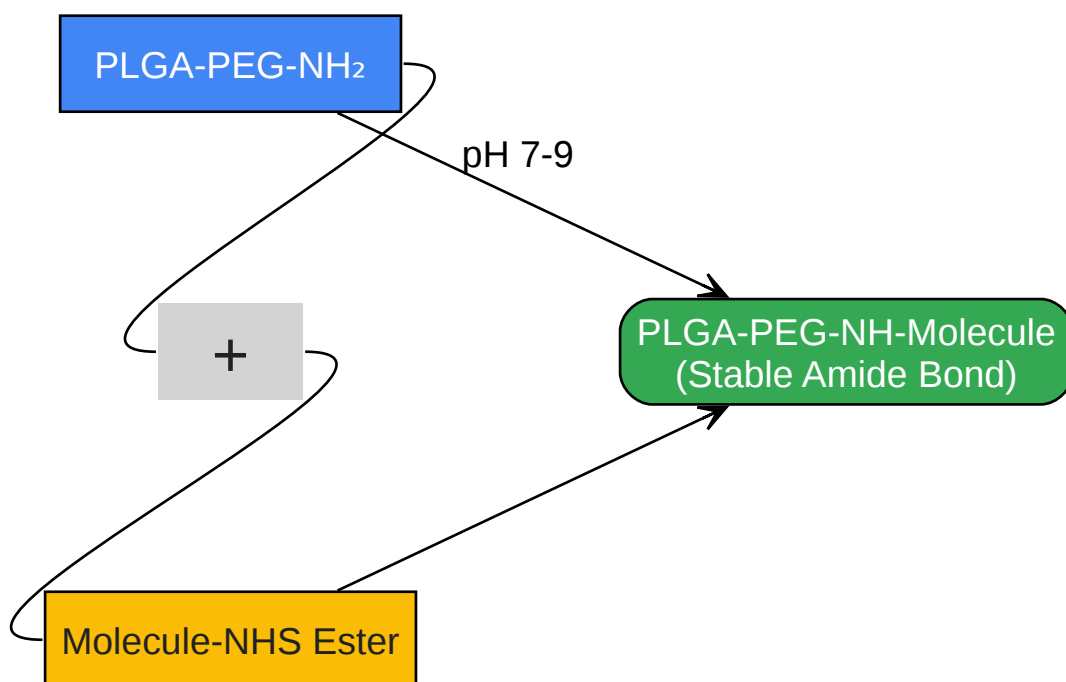 PLGA-PEG-NH₂
pH 7-9
+
PLGA-PEG-NH-Molecule
(Stable Amide Bond)
Molecule-NHS Ester